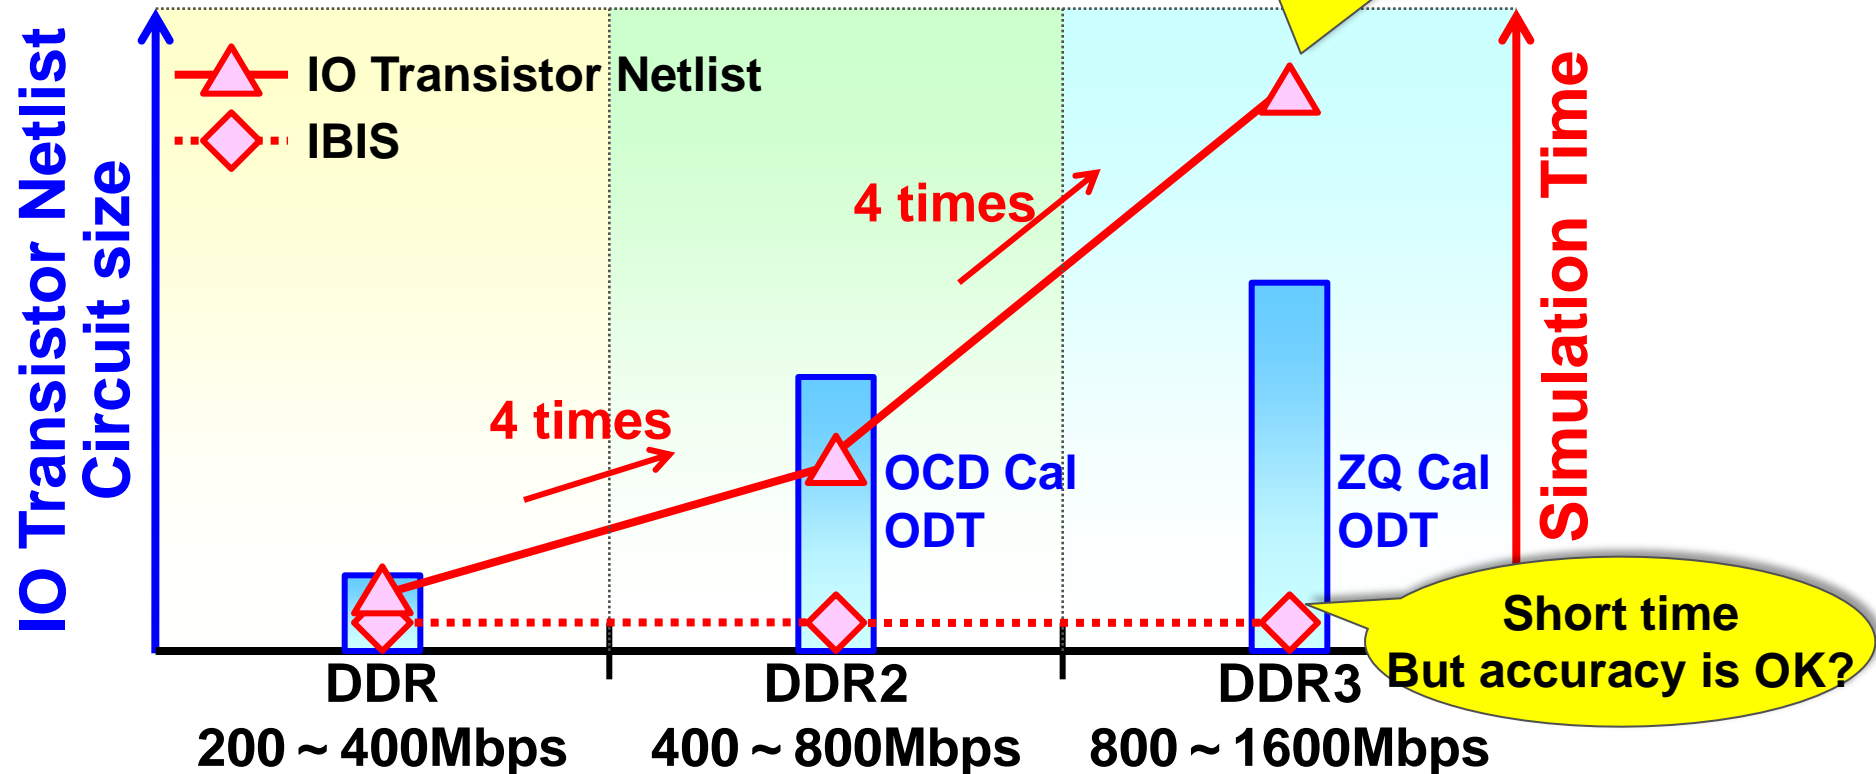 IO Transistor Netlist
Circuit size
IO Transistor Netlist
IBIS
4 times
4 times
OCD Cal
ODT
ZQ Cal
ODT
Simulation Time
Short time
But accuracy is OK?
DDR
DDR2
DDR3
200 ~ 400Mbps
400 ~ 800Mbps
800 ~ 1600Mbps